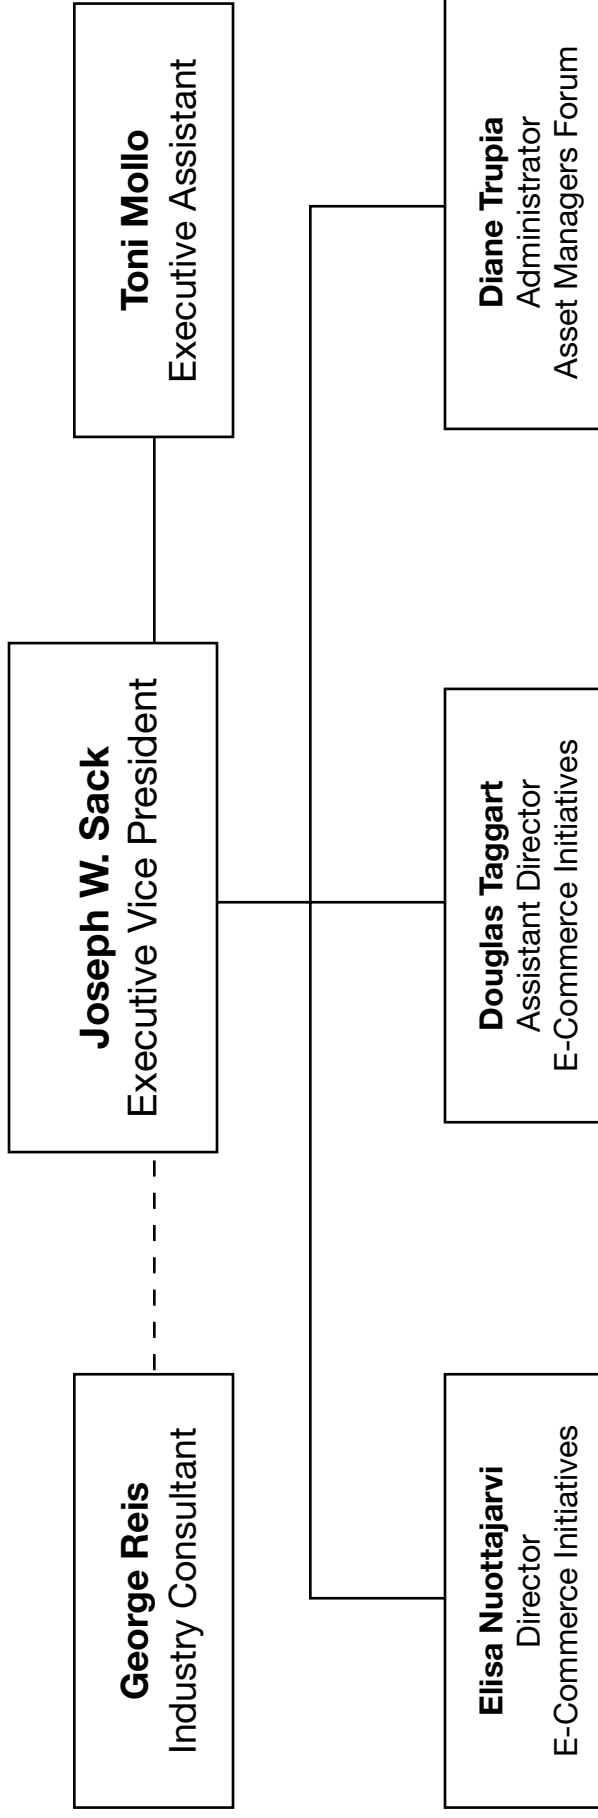 George Reis
Industry Consultant
Joseph W. Sack
Executive Vice President
Toni Mollo
Executive Assistant
Elisa Nuottajarvi
Director
E-Commerce Initiatives
Douglas Taggart
Assistant Director
E-Commerce Initiatives
Diane Trupia
Administrator
Asset Managers Forum